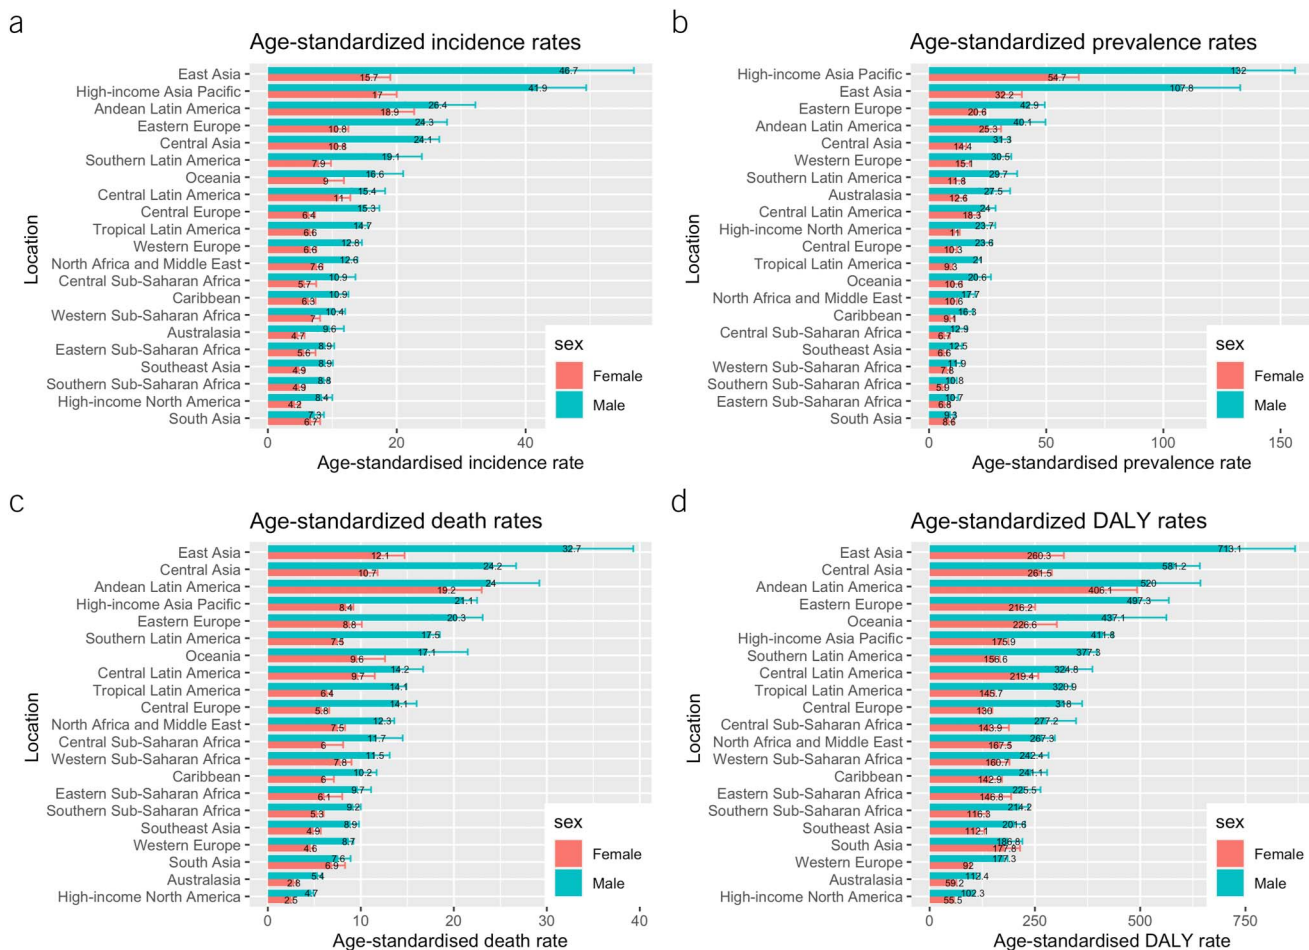 a
Age-standardized incidence rates
Location
East Asia 46.7 15.7
High-income Asia Pacific 41.9 17
Andean Latin America 26.4 18.9
Eastern Europe 24.3 10.8
Central Asia 24.1 10.8
Southern Latin America 19.1 7.9
Oceania 16.6 9
Central Latin America 15.4 11
Central Europe 15.3 6.4
Tropical Latin America 14.7 6.6
Western Europe 12.8 6.6
North Africa and Middle East 12.6 7.6
Central Sub-Saharan Africa 10.9 5.7
Caribbean 10.9 6.3
Western Sub-Saharan Africa 10.4 7
Australasia 9.6 4.7
Eastern Sub-Saharan Africa 8.9 5.6
Southeast Asia 8.9 4.9
Southern Sub-Saharan Africa 8.8 4.9
High-income North America 8.4 4.2
South Asia 7.3 6.7
sex
Female
Male
0 20 40
Age-standardised incidence rate
b
Age-standardized prevalence rates
Location
High-income Asia Pacific 132 54.7
East Asia 107.8 32.2
Eastern Europe 42.9 20.6
Andean Latin America 40.1 25.3
Central Asia 31.3 14.4
Western Europe 30.5 15.1
Southern Latin America 29.7 11.8
Australasia 27.5 12.6
Central Latin America 24 18.3
High-income North America 23.7 11
Central Europe 23.6 10.3
Tropical Latin America 21 9.3
Oceania 20.6 10.6
North Africa and Middle East 17.7 10.6
Caribbean 16.3 9.1
Central Sub-Saharan Africa 12.9 6.7
Southeast Asia 12.5 6.6
Western Sub-Saharan Africa 11.9 7.8
Southern Sub-Saharan Africa 10.8 5.9
Eastern Sub-Saharan Africa 10.7 6.8
South Asia 9.3 8.6
sex
Female
Male
0 50 100 150
Age-standardised prevalence rate
c
Age-standardized death rates
Location
East Asia 32.7 12.1
Central Asia 24.2 10.7
Andean Latin America 24 19.2
High-income Asia Pacific 21.1 8.4
Eastern Europe 20.3 8.8
Southern Latin America 17.5 7.5
Oceania 17.1 9.6
Central Latin America 14.2 9.7
Tropical Latin America 14.1 6.4
Central Europe 14.1 5.8
North Africa and Middle East 12.3 7.5
Central Sub-Saharan Africa 11.7 6
Western Sub-Saharan Africa 11.5 7.8
Caribbean 10.2 6
Eastern Sub-Saharan Africa 9.7 6.1
Southern Sub-Saharan Africa 9.2 5.3
Southeast Asia 8.9 4.9
Western Europe 8.7 4.6
South Asia 7.6 6.9
Australasia 5.4 2.8
High-income North America 4.7 2.5
sex
Female
Male
0 10 20 30 40
Age-standardised death rate
d
Age-standardized DALY rates
Location
East Asia 713.1 260.3
Central Asia 581.2 261.5
Andean Latin America 520 406.1
Eastern Europe 497.3 216.2
Oceania 437.1 226.6
High-income Asia Pacific 411.8 175.9
Southern Latin America 377.3 156.6
Central Latin America 324.8 219.4
Tropical Latin America 320.9 145.7
Central Europe 318 130
Central Sub-Saharan Africa 277.2 143.9
North Africa and Middle East 267.3 167.5
Western Sub-Saharan Africa 242.4 160.7
Caribbean 241.1 142.9
Eastern Sub-Saharan Africa 225.5 146.8
Southern Sub-Saharan Africa 214.2 116.3
Southeast Asia 201.6 112.1
South Asia 186.8 177.8
Western Europe 177.3 92
Australasia 112.4 59.2
High-income North America 102.3 55.5
sex
Female
Male
0 250 500 750
Age-standardised DALY rate